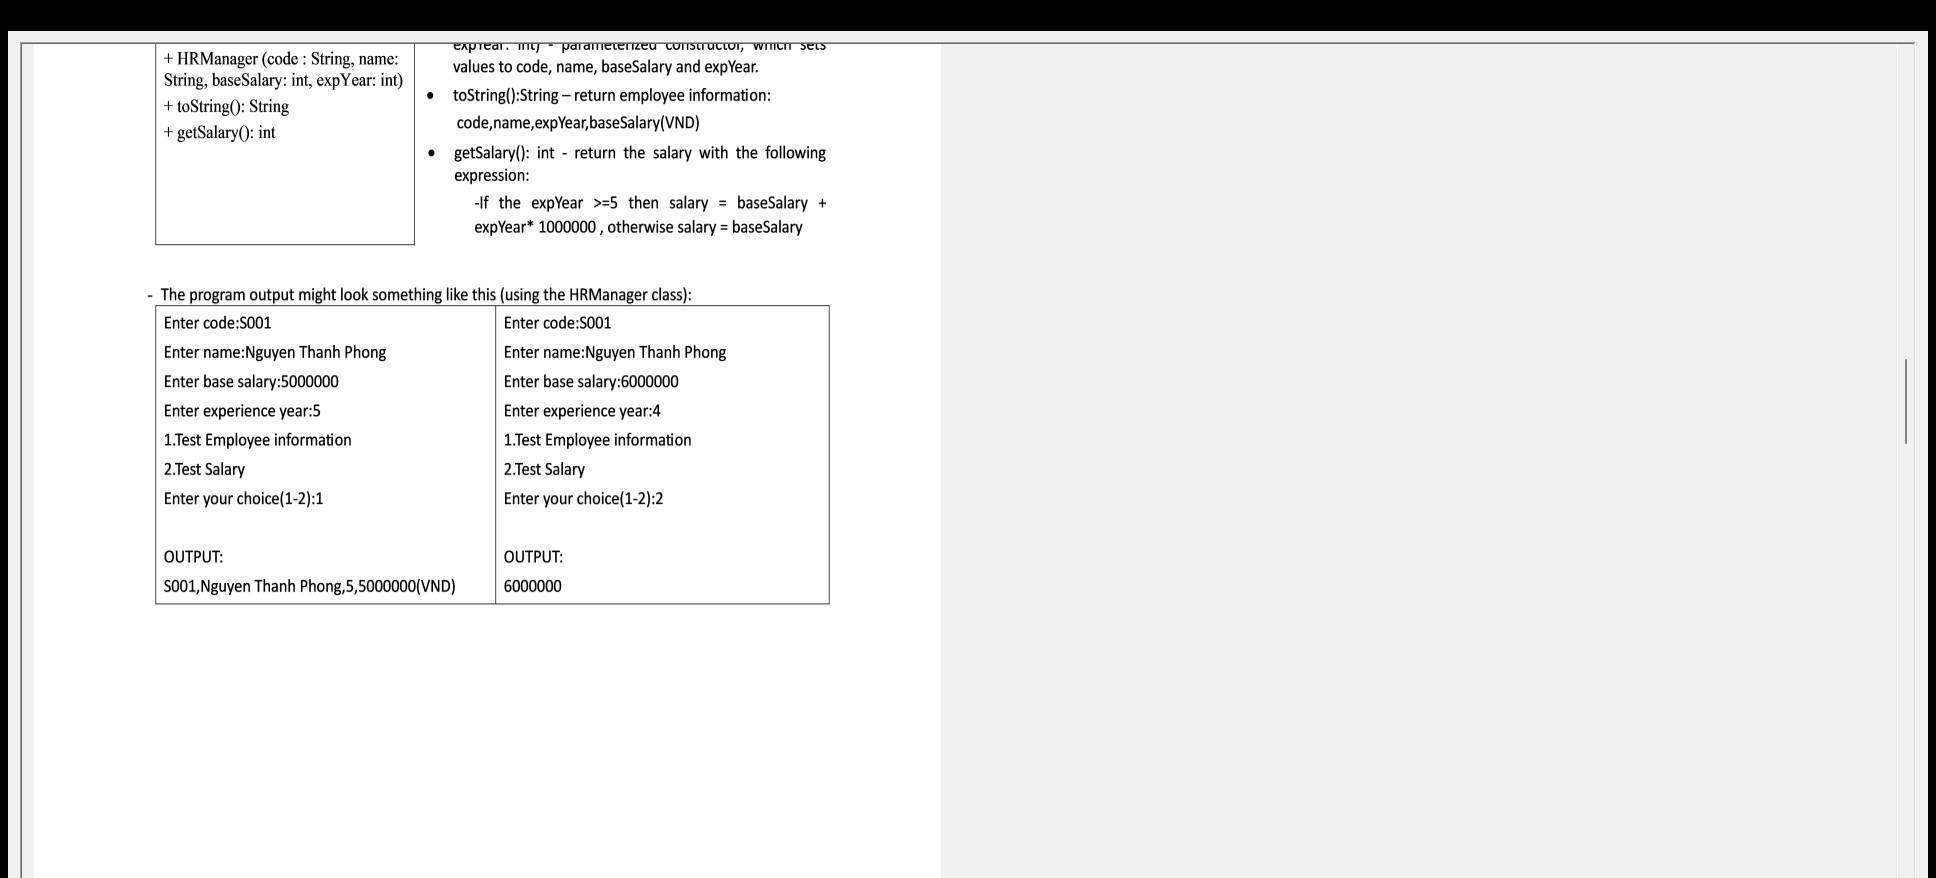 + HRManager (code : String, name:
String, baseSalary: int, expYear: int)
+ toString(): String
+ getSalary(): int
expYear: int) - parameterized constructor, which sets
values to code, name, baseSalary and expYear.
• toString():String – return employee information:
code,name,expYear,baseSalary(VND)
• getSalary(): int - return the salary with the following
expression:
-If the expYear >=5 then salary = baseSalary +
expYear* 1000000 , otherwise salary = baseSalary
- The program output might look something like this (using the HRManager class):
Enter code:S001
Enter name:Nguyen Thanh Phong
Enter base salary:5000000
Enter experience year:5
1.Test Employee information
2.Test Salary
Enter your choice(1-2):1
OUTPUT:
S001,Nguyen Thanh Phong,5,5000000(VND)
Enter code:S001
Enter name:Nguyen Thanh Phong
Enter base salary:6000000
Enter experience year:4
1.Test Employee information
2.Test Salary
Enter your choice(1-2):2
OUTPUT:
6000000